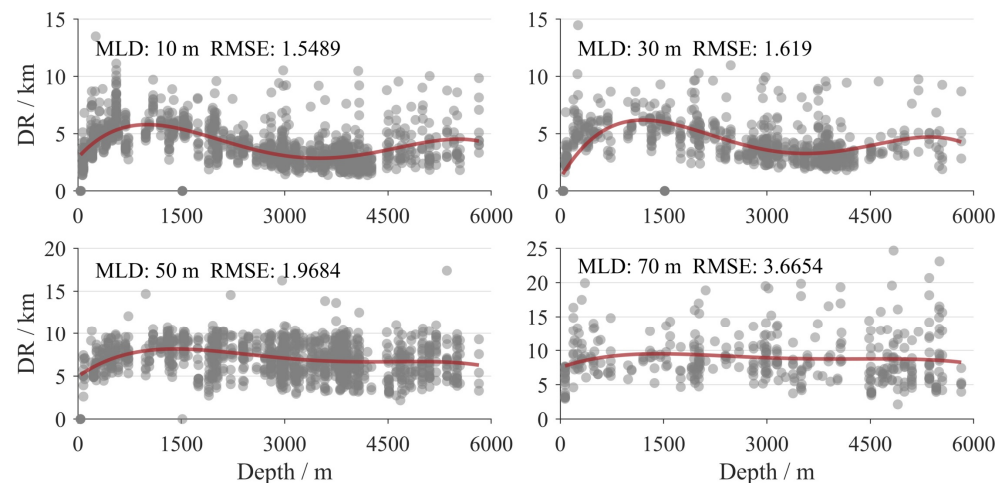 15
MLD: 10 m RMSE: 1.5489
10
DR / km
5
0
0 1500 3000 4500 6000
15
MLD: 30 m RMSE: 1.619
10
5
0
0 1500 3000 4500 6000
20
MLD: 50 m RMSE: 1.9684
15
10
DR / km
5
0
0 1500 3000 4500 6000
Depth / m
25
MLD: 70 m RMSE: 3.6654
20
15
10
5
0
0 1500 3000 4500 6000
Depth / m